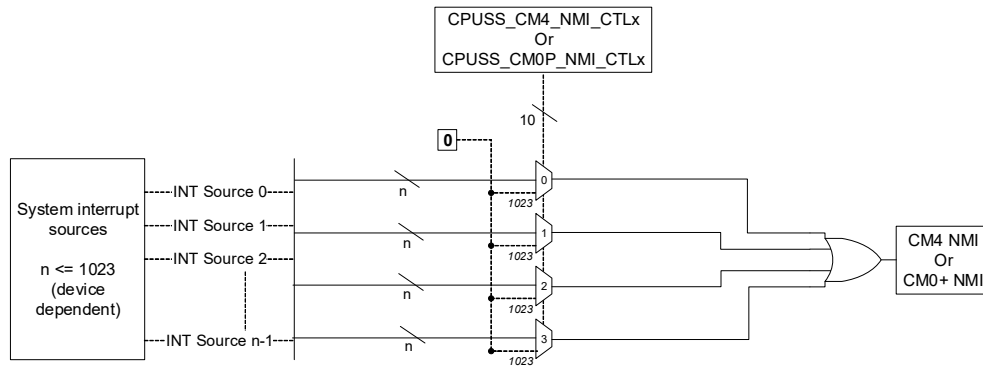 CPUSS_CM4_NMI_CTLx
Or
CPUSS_CM0P_NMI_CTLx
10
0
System interrupt
sources
n <= 1023
(device
dependent)
INT Source 0
INT Source 1
INT Source 2
INT Source n-1
n
0
1023
n
1
1023
n
2
1023
n
3
1023
CM4 NMI
Or
CM0+ NMI